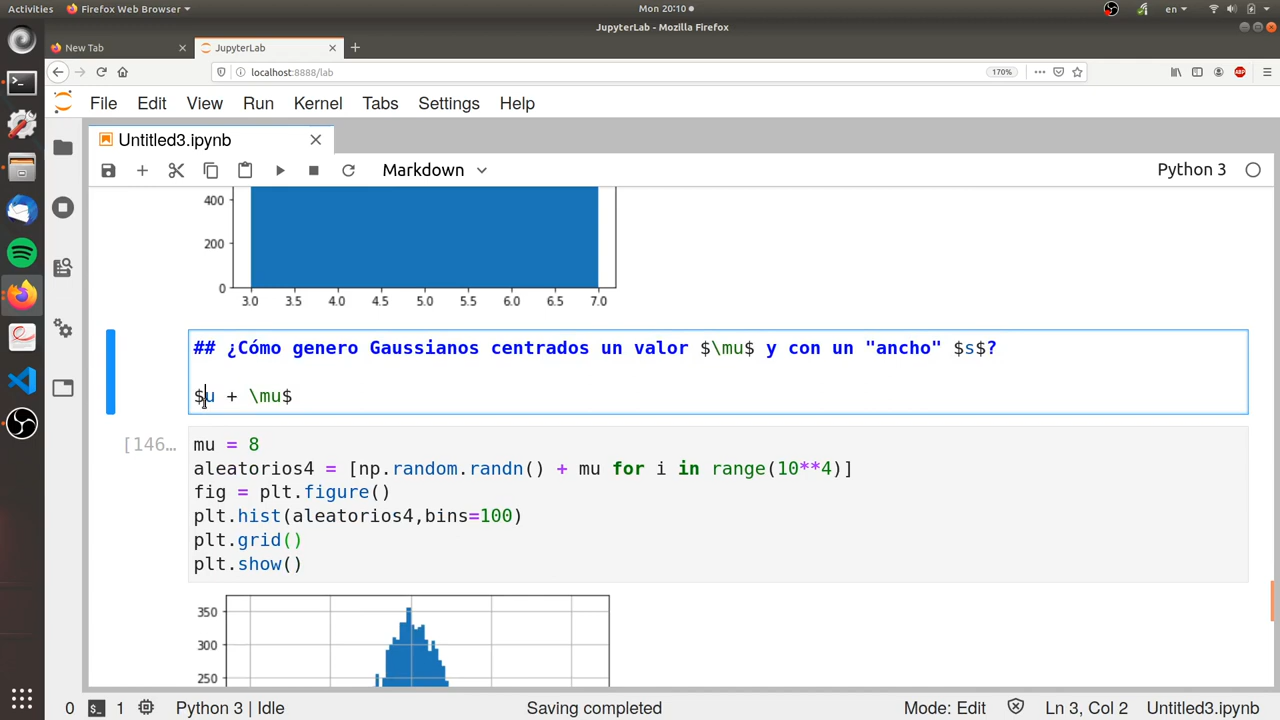 Activities Firefox Web Browser Mon 20:10 en
JupyterLab - Mozilla Firefox
New Tab JupyterLab
localhost:8888/lab 170% ABP
File Edit View Run Kernel Tabs Settings Help
Untitled3.ipynb
Markdown Python 3
400
200
0
3.0 3.5 4.0 4.5 5.0 5.5 6.0 6.5 7.0
## ¿Cómo genero Gaussianos centrados un valor $\mu$ y con un "ancho" $s$?
$u + \mu$
[146… mu = 8
aleatorios4 = [np.random.randn() + mu for i in range(10**4)]
fig = plt.figure()
plt.hist(aleatorios4,bins=100)
plt.grid()
plt.show()
350
300
250
0 1 Python 3 | Idle Saving completed Mode: Edit Ln 3, Col 2 Untitled3.ipynb